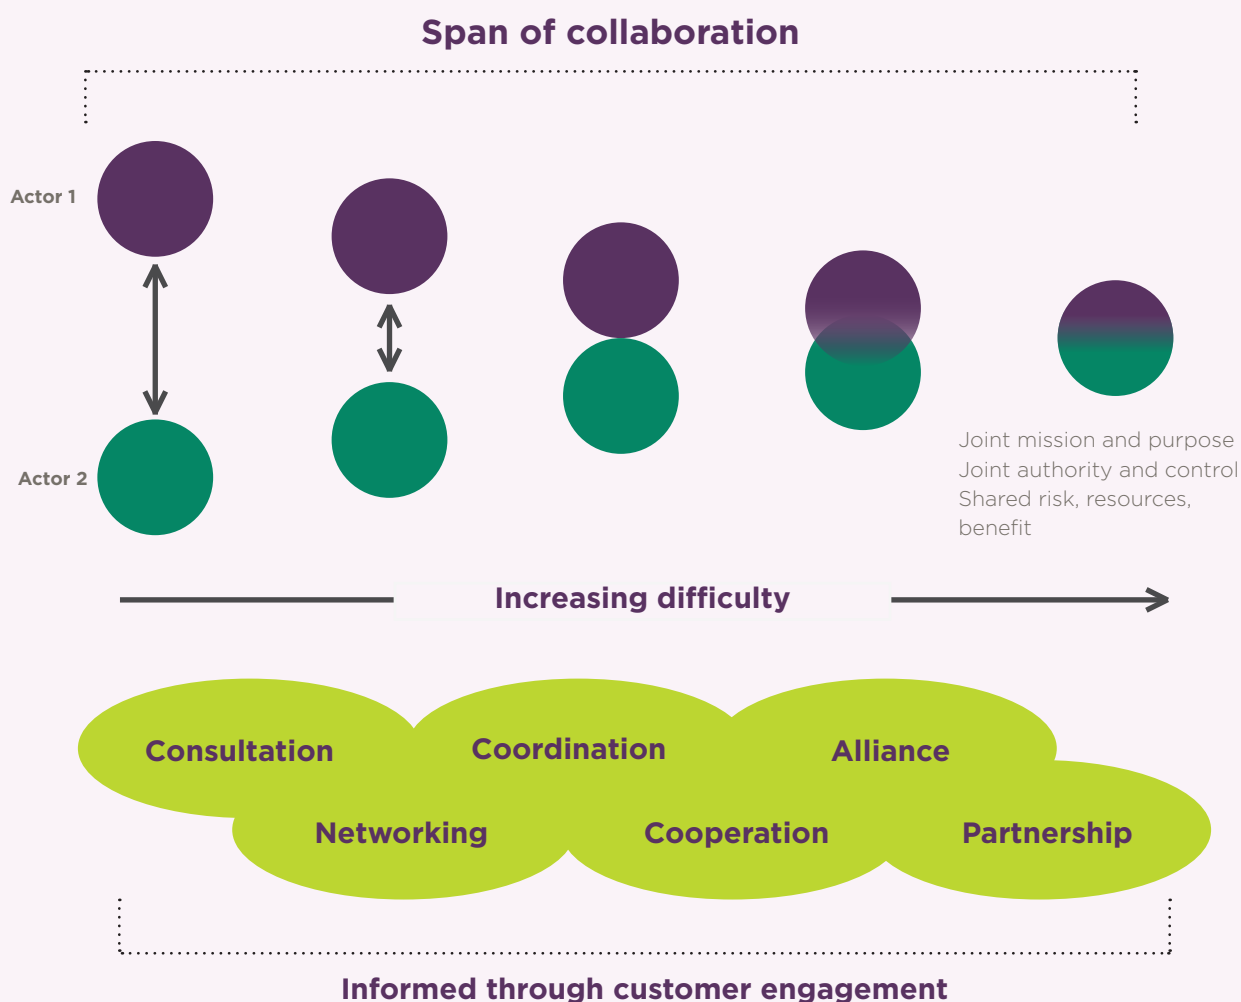 Span of collaboration
Actor 1
Actor 2
Joint mission and purpose
Joint authority and control
Shared risk, resources,
benefit
Increasing difficulty
Consultation
Coordination
Alliance
Networking
Cooperation
Partnership
Informed through customer engagement